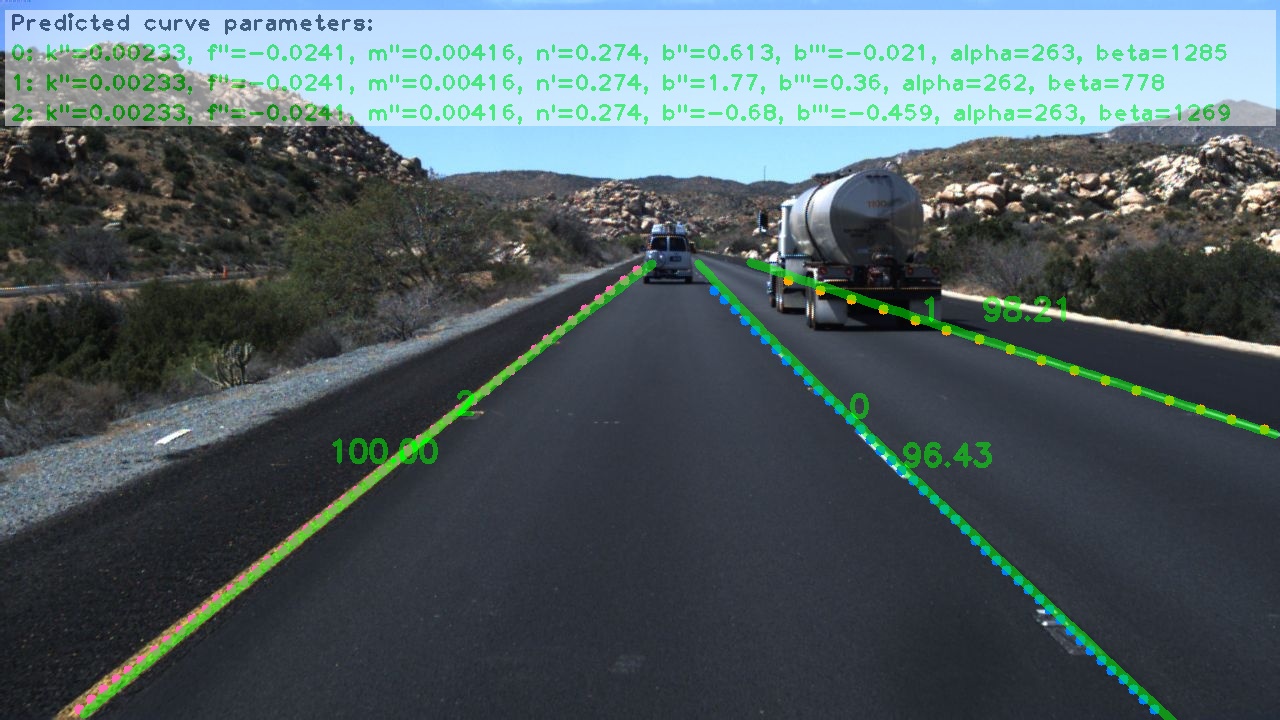 Predicted curve parameters:
0: k''=0.00233, f''=-0.0241, m''=0.00416, n'=0.274, b''=0.613, b'''=-0.021, alpha=263, beta=1285
1: k''=0.00233, f''=-0.0241, m''=0.00416, n'=0.274, b''=1.77, b'''=0.36, alpha=262, beta=778
2: k''=0.00233, f''=-0.0241, m''=0.00416, n'=0.274, b''=-0.68, b'''=-0.459, alpha=263, beta=1269
1 98.21
2
0
100.00
96.43